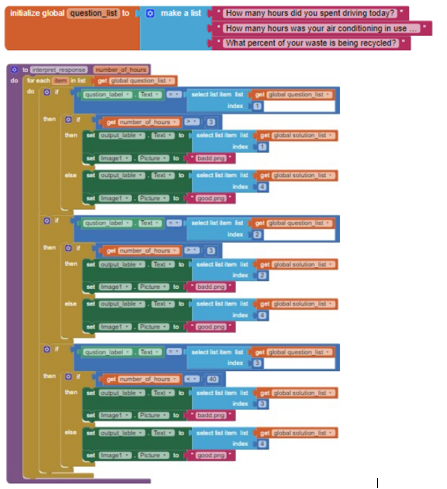 initialize global question_list to make a list " How many hours did you spent driving today? "
" How many hours was your air conditioning in use ... "
" What percent of your waste is being recycled? "
to interpret_response number_of_hours
do for each item in list get global question_list
do if qustion_label . Text = select list item list get global question_list
index 1
then if get number_of_hours 3
then set output_lable . Text to select list item list get global solution_list
index 1
set Image1 . Picture to " badd.png "
else set output_lable . Text to select list item list get global solution_list
index 4
set Image1 . Picture to " good.png "
if qustion_label . Text = select list item list get global question_list
index 2
then if get number_of_hours 3
then set output_lable . Text to select list item list get global solution_list
index 2
set Image1 . Picture to " badd.png "
else set output_lable . Text to select list item list get global solution_list
index 4
set Image1 . Picture to " good.png "
if qustion_label . Text = select list item list get global question_list
index 3
then if get number_of_hours < 40
then set output_lable . Text to select list item list get global solution_list
index 3
set Image1 . Picture to " badd.png "
else set output_lable . Text to select list item list get global solution_list
index 4
set Image1 . Picture to " good.png "